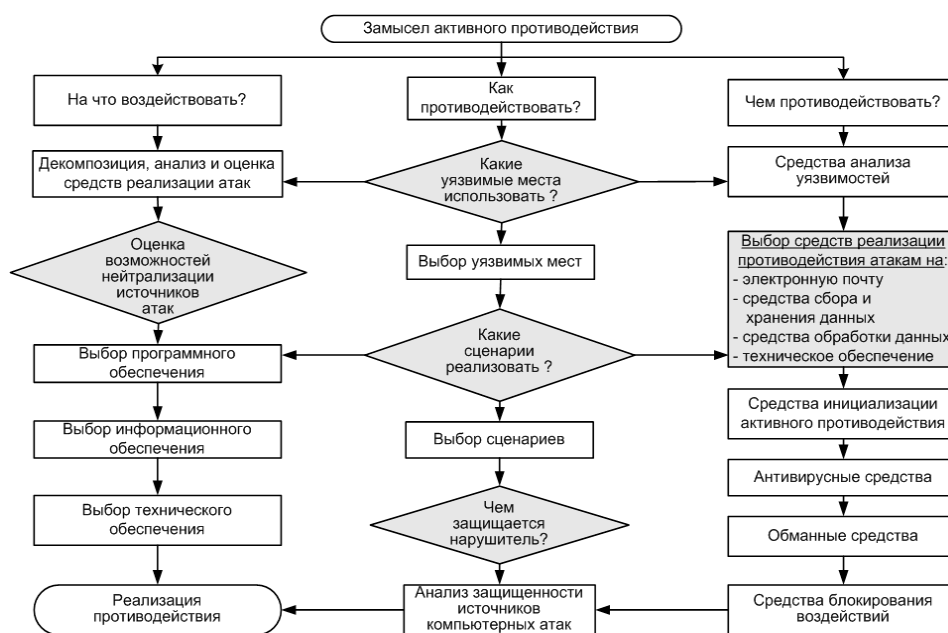 Замысел активного противодействия
На что воздействовать?
Декомпозиция, анализ и оценка
средств реализации атак
Оценка
возможностей
нейтрализации
источников
атак
Выбор программного
обеспечения
Выбор информационного
обеспечения
Выбор технического
обеспечения
Реализация
противодействия
Как
противодействовать?
Какие
уязвимые места
использовать ?
Выбор уязвимых мест
Какие
сценарии
реализовать ?
Выбор сценариев
Чем
защищается
нарушитель?
Анализ защищенности
источников
компьютерных атак
Чем противодействовать?
Средства анализа
уязвимостей
Выбор средств реализации
противодействия атакам на:
- электронную почту
- средства сбора и
хранения данных
- средства обработки данных
- техническое обеспечение
Средства инициализации
активного противодействия
Антивирусные средства
Обманные средства
Средства блокирования
воздействий